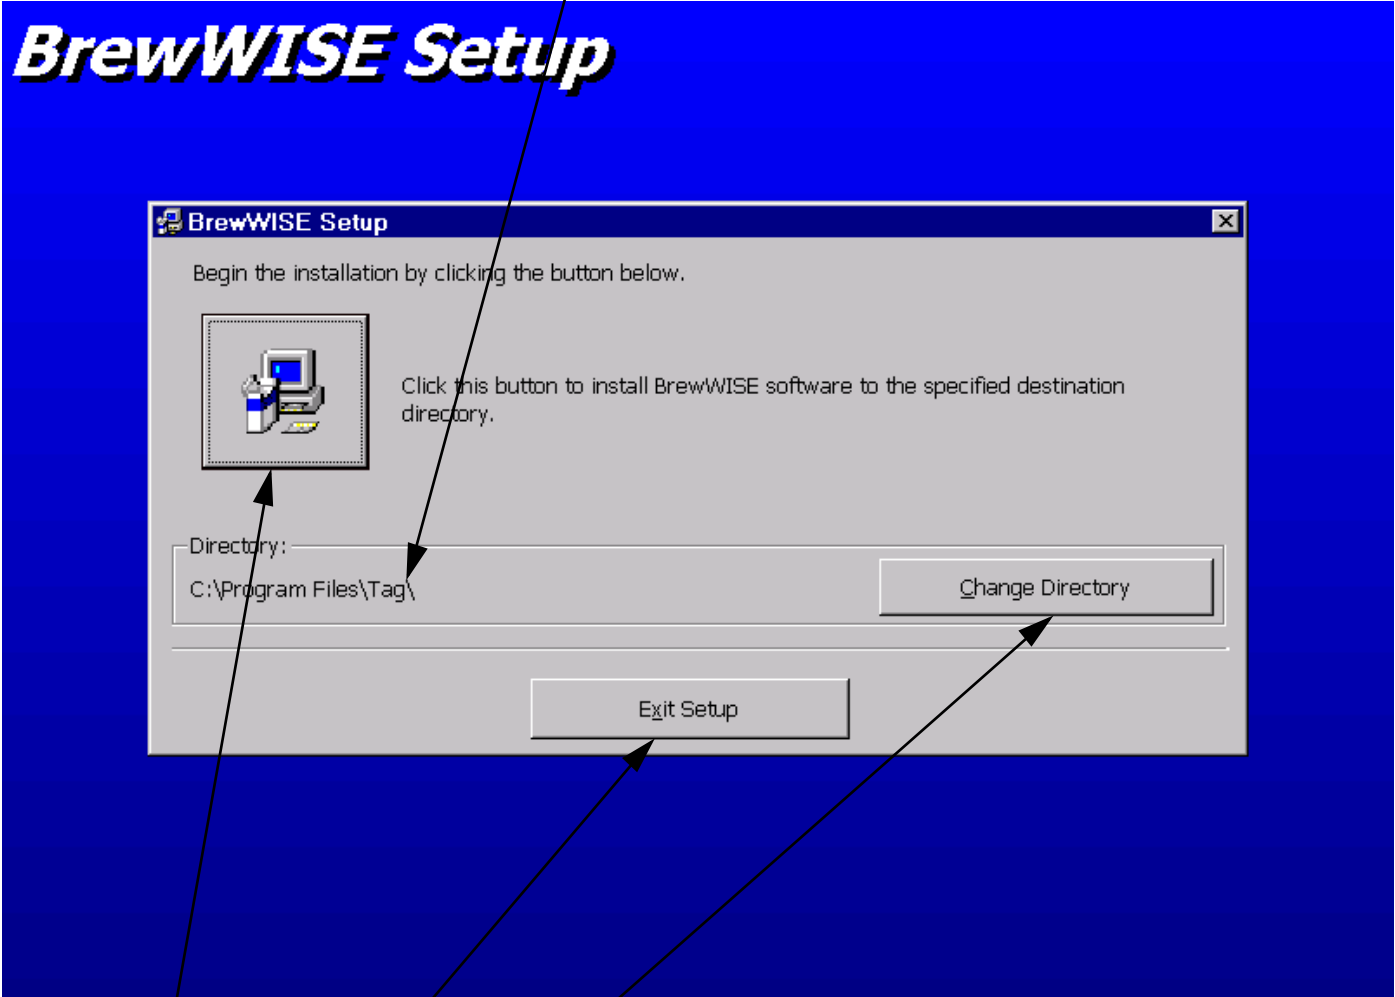 BrewWISE Setup
BrewWISE Setup
Begin the installation by clicking the button below.
Click this button to install BrewWISE software to the specified destination
directory.
Directory:
C:\Program Files\Tag\
Change Directory
Exit Setup